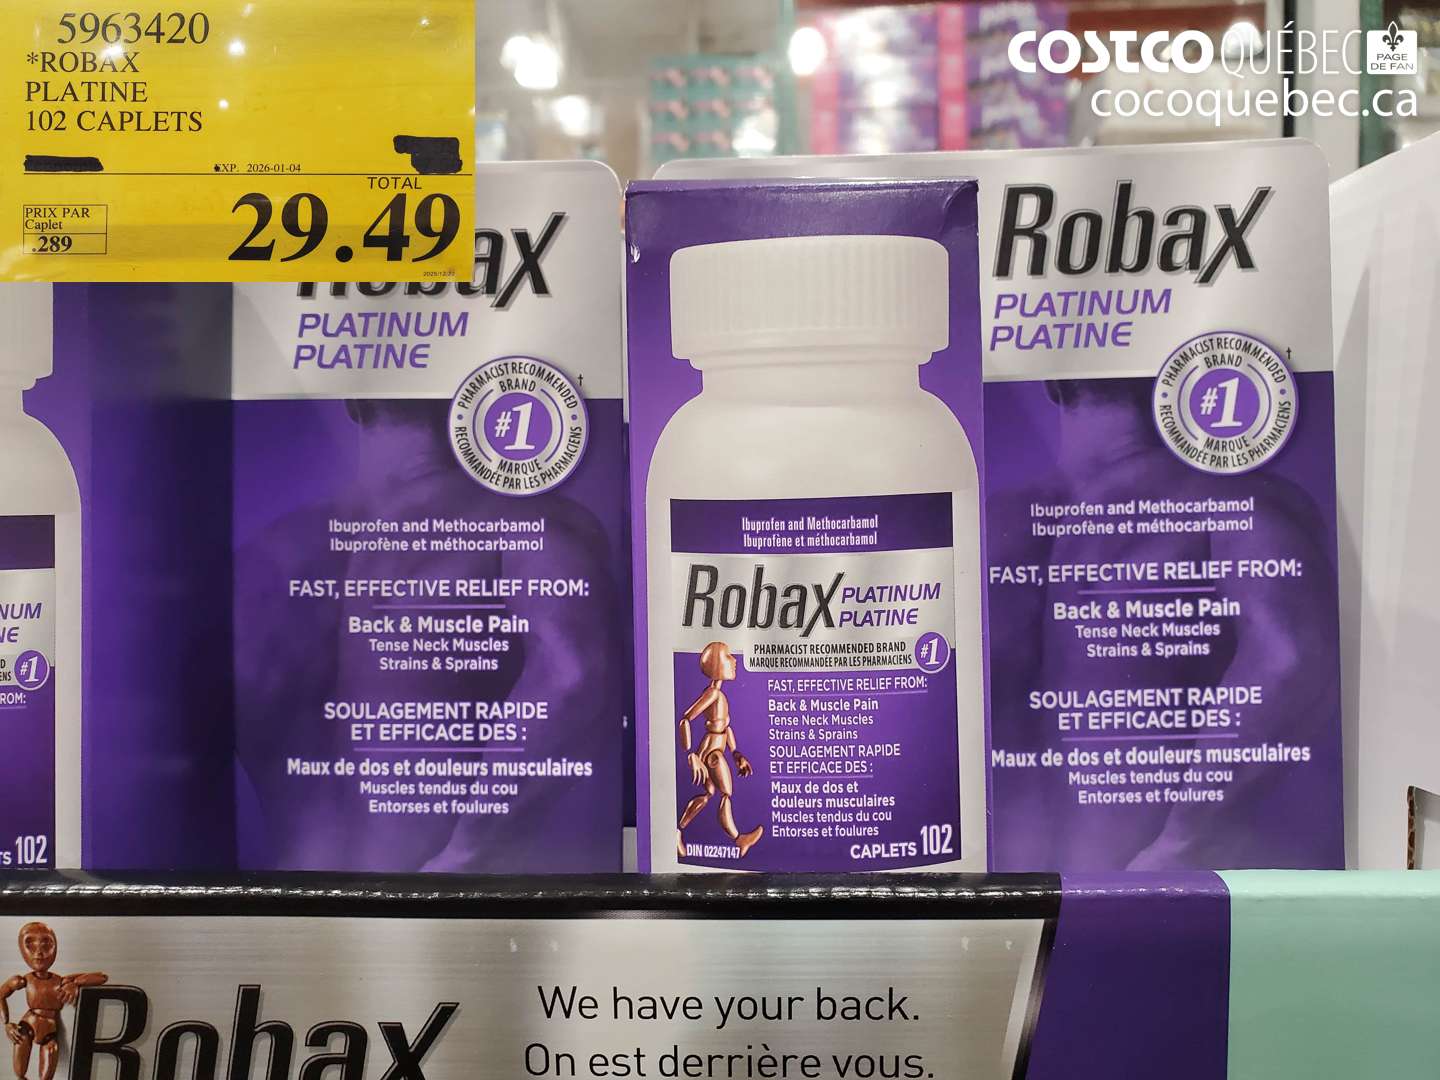 5963420
*ROBAX
PLATINE
102 CAPLETS
EXP. 2026-01-04
TOTAL
PRIX PAR
Caplet
.289
29.49
COSTCO QUÉBEC
PAGE
DE FAN
cocoquebec.ca
Robax
PLATINUM
PLATINE
PHARMACIST RECOMMENDED
BRAND
#1
†
MARQUE
RECOMMANDÉE PAR LES PHARMACIENS
Ibuprofen and Methocarbamol
Ibuprofène et méthocarbamol
FAST, EFFECTIVE RELIEF FROM:
Back & Muscle Pain
Tense Neck Muscles
Strains & Sprains
SOULAGEMENT RAPIDE
ET EFFICACE DES :
Maux de dos et douleurs musculaires
Muscles tendus du cou
Entorses et foulures
Ibuprofen and Methocarbamol
Ibuprofène et méthocarbamol
Robax PLATINUM
PLATINE
PHARMACIST RECOMMENDED BRAND
MARQUE RECOMMANDÉE PAR LES PHARMACIENS
#1
FAST, EFFECTIVE RELIEF FROM:
Back & Muscle Pain
Tense Neck Muscles
Strains & Sprains
SOULAGEMENT RAPIDE
ET EFFICACE DES :
Maux de dos et
douleurs musculaires
Muscles tendus du cou
Entorses et foulures
DIN 02247147
CAPLETS 102
Robax
PLATINUM
PLATINE
PHARMACIST RECOMMENDED
BRAND
#1
†
MARQUE
RECOMMANDÉE PAR LES PHARMACIENS
Ibuprofen and Methocarbamol
Ibuprofène et méthocarbamol
FAST, EFFECTIVE RELIEF FROM:
Back & Muscle Pain
Tense Neck Muscles
Strains & Sprains
SOULAGEMENT RAPIDE
ET EFFICACE DES :
Maux de dos et douleurs musculaires
Muscles tendus du cou
Entorses et foulures
NUM
NE
#1
ROM:
TS 102
Robax
We have your back.
On est derrière vous.